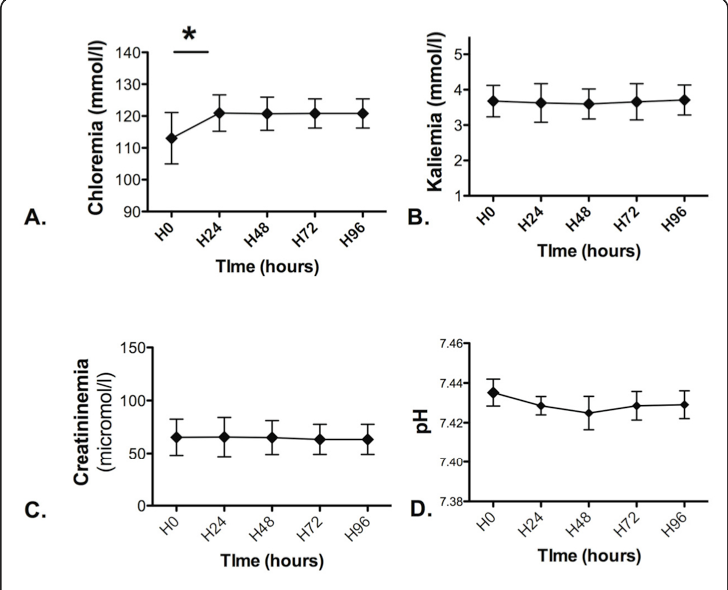 *
Chloremia (mmol/l)
140
130
120
110
100
90
H0 H24 H48 H72 H96
TIme (hours)
A.
Kaliemia (mmol/l)
5
4
3
2
1
H0 H24 H48 H72 H96
TIme (hours)
B.
Creatininemia
(micromol/l)
150
100
50
0
H0 H24 H48 H72 H96
TIme (hours)
C.
pH
7.46
7.44
7.42
7.40
7.38
H0 H24 H48 H72 H96
TIme (hours)
D.